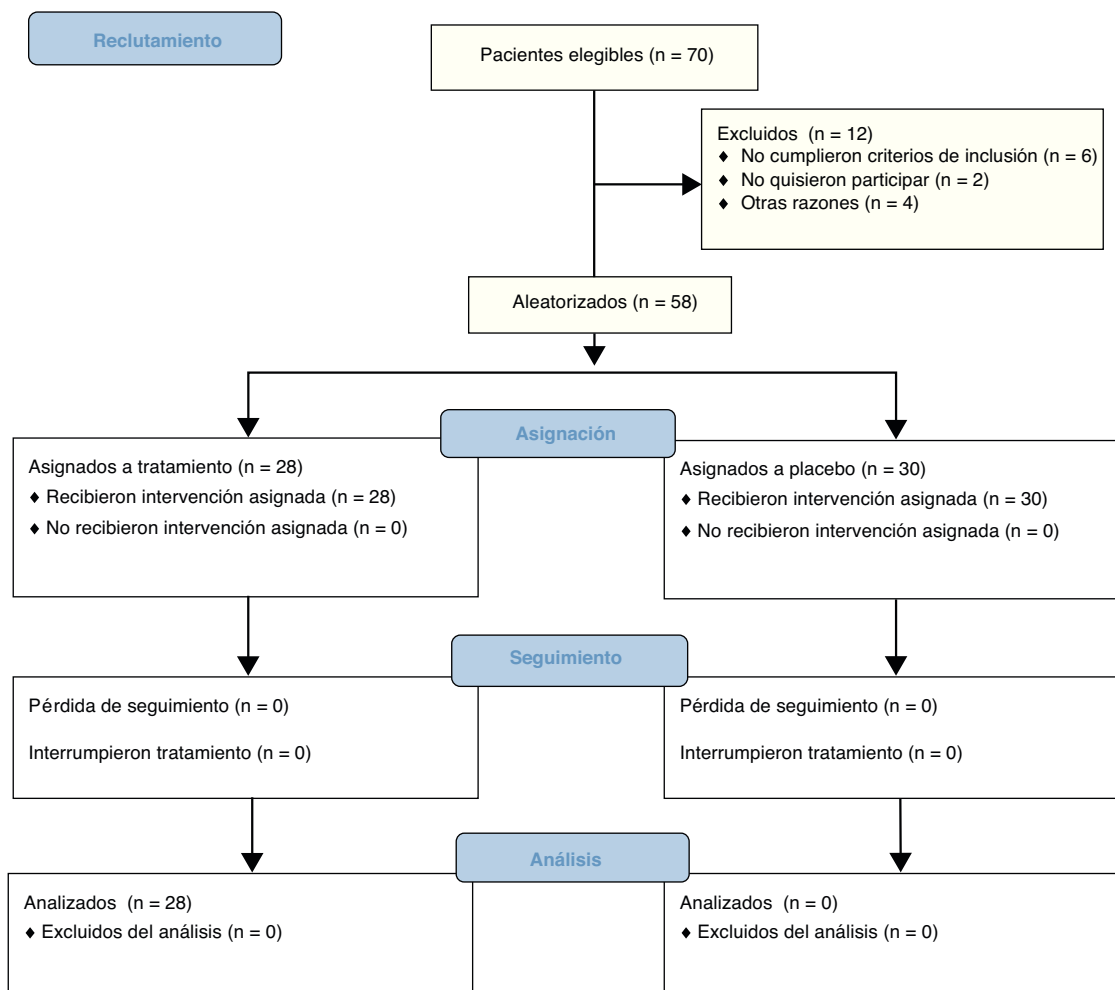 Reclutamiento
Pacientes elegibles (n = 70)
Excluidos (n = 12)
♦ No cumplieron criterios de inclusión (n = 6)
♦ No quisieron participar (n = 2)
♦ Otras razones (n = 4)
Aleatorizados (n = 58)
Asignación
Asignados a tratamiento (n = 28)
♦ Recibieron intervención asignada (n = 28)
♦ No recibieron intervención asignada (n = 0)
Asignados a placebo (n = 30)
♦ Recibieron intervención asignada (n = 30)
♦ No recibieron intervención asignada (n = 0)
Seguimiento
Pérdida de seguimiento (n = 0)
Interrumpieron tratamiento (n = 0)
Pérdida de seguimiento (n = 0)
Interrumpieron tratamiento (n = 0)
Análisis
Analizados (n = 28)
♦ Excluidos del análisis (n = 0)
Analizados (n = 0)
♦ Excluidos del análisis (n = 0)